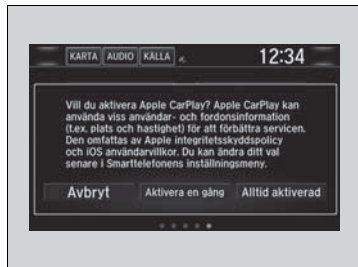 KARTA AUDIO KÄLLA 12:34
Vill du aktivera Apple CarPlay? Apple CarPlay kan
använda viss användar- och fordonsinformation
(t.ex. plats och hastighet) för att förbättra servicen.
Den omfattas av Apple integritetsskyddspolicy
och iOS användarvillkor. Du kan ändra ditt val
senare i Smarttelefonens inställningsmeny.
Avbryt Aktivera en gång Alltid aktiverad